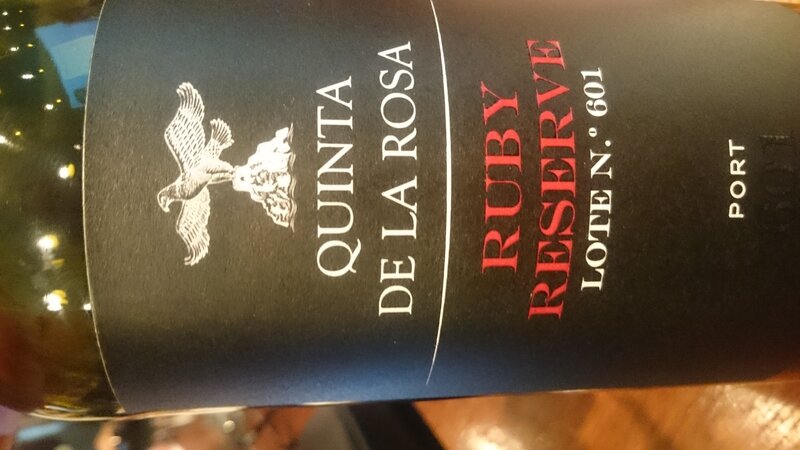 QUINTA
DE LA ROSA
RUBY
RESERVE
LOTE N.º 601
PORT